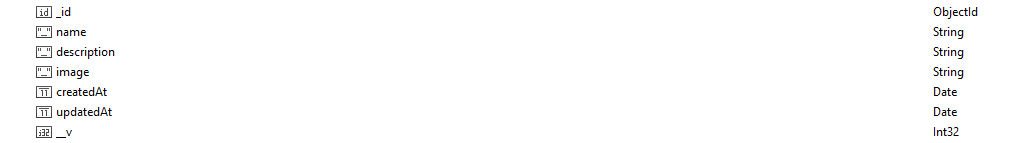 _id ObjectId
name String
description String
image String
createdAt Date
updatedAt Date
__v Int32